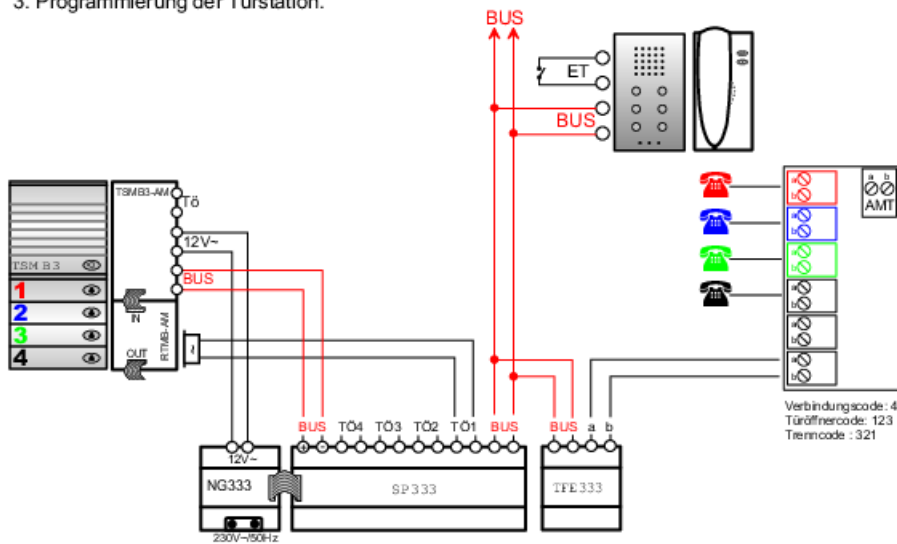 3. Programmierung der Türstation.
BUS
ET
BUS
TSMB3-AM
Tö
12V~
BUS
TSM B3
1
2
3
4
IN
OUT
RTMB-AM
~
a b
AMT
a
b
a
b
a
b
a
b
a
b
a
b
Verbindungscode: 4
Türöffnercode: 123
Trenncode : 321
BUS TÖ4 TÖ3 TÖ2 TÖ1 BUS
BUS a b
+ -
12V~
NG333
SP333
TFE333
230V~/50Hz